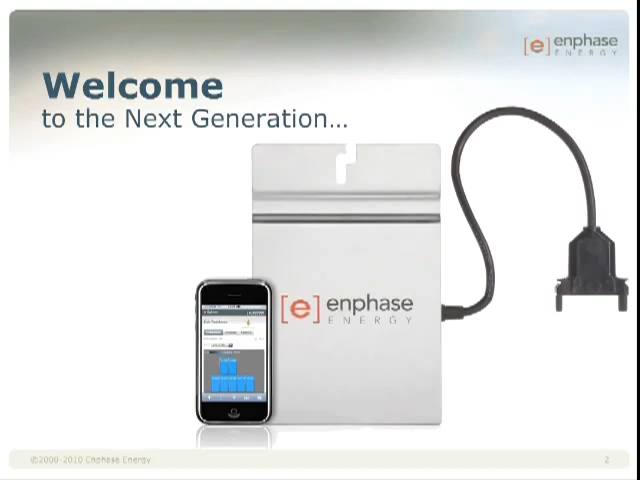 [e] enphase
ENERGY
Welcome
to the Next Generation...
[e] enphase
ENERGY
©2000-2010 Enphase Energy
2